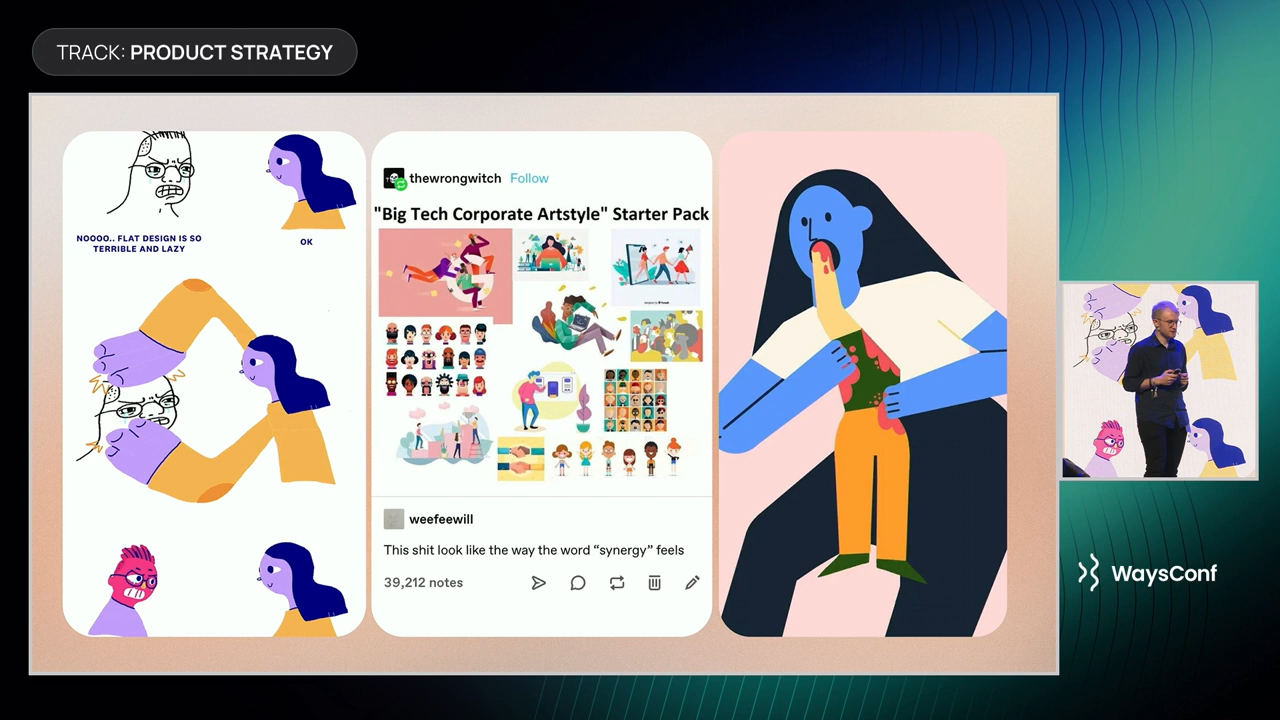 TRACK: PRODUCT STRATEGY
NOOOO.. FLAT DESIGN IS SO
TERRIBLE AND LAZY
OK
thewrongwitch Follow
"Big Tech Corporate Artstyle" Starter Pack
weefeewill
This shit look like the way the word “synergy” feels
39,212 notes
WaysConf